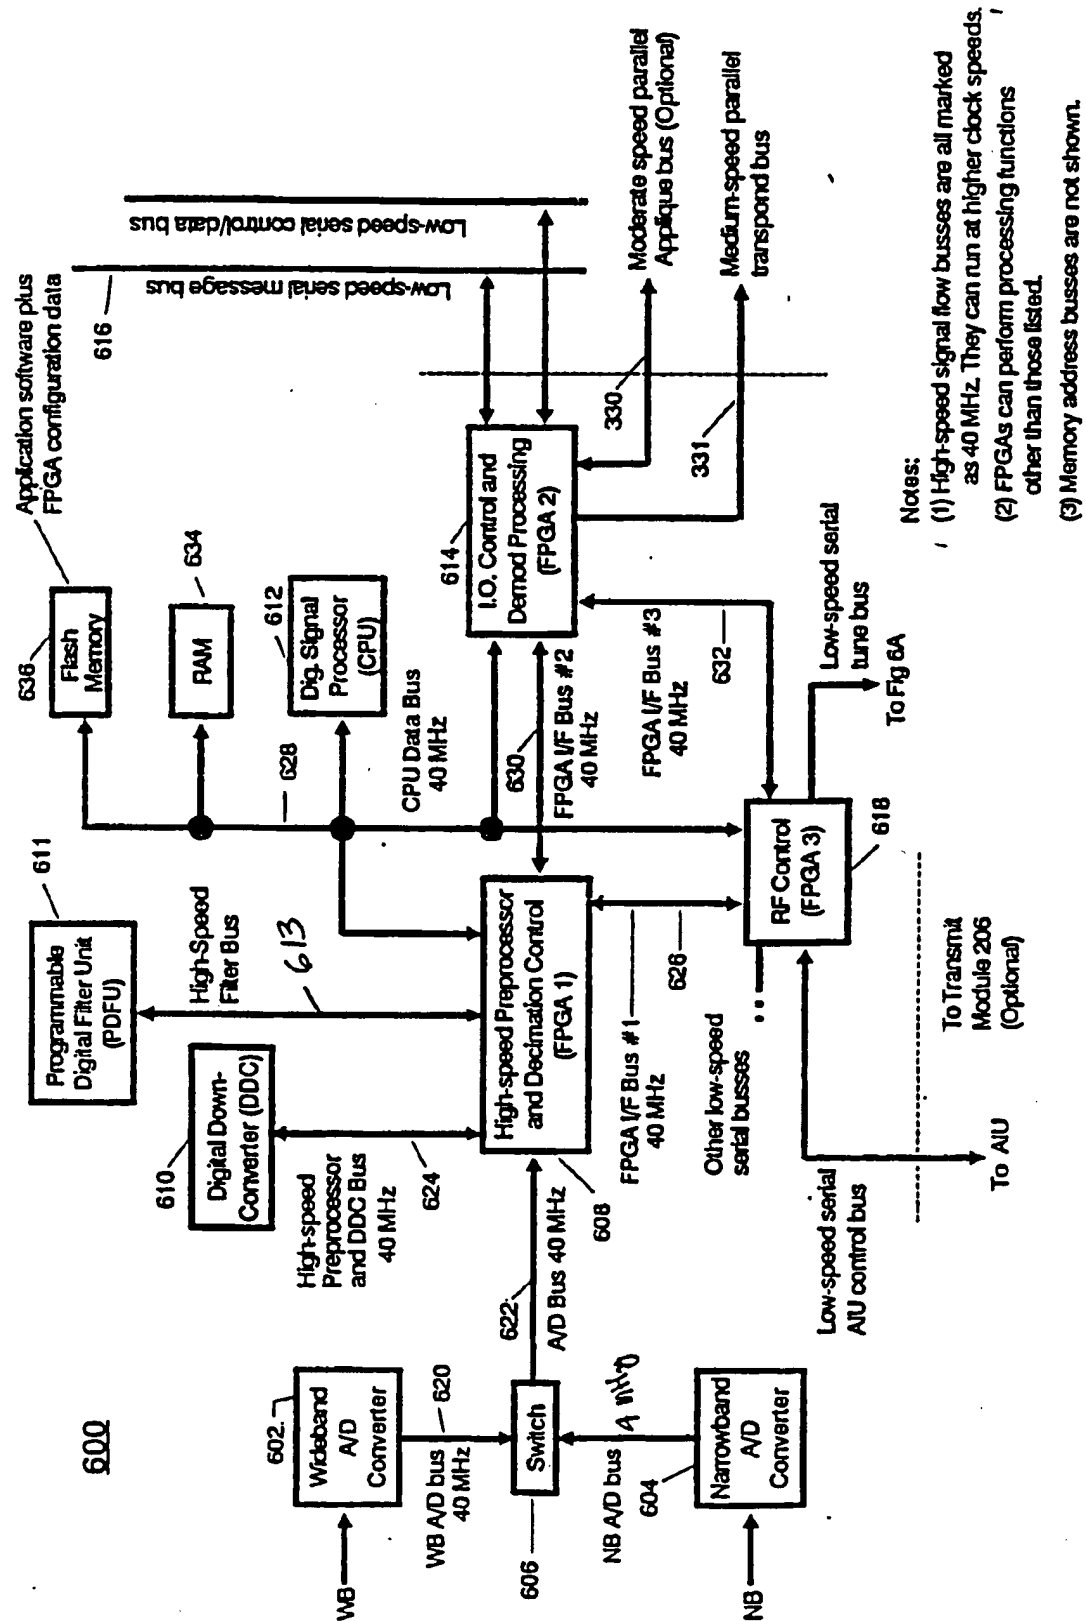 600
WB
602
Wideband
A/D
Converter
WB A/D bus
40 MHz
620
606
Switch
NB A/D bus
604
Narrowband
A/D
Converter
NB
622
A/D Bus 40 MHz
610
Digital Down-
Converter (DDC)
High-speed
Preprocessor
and DDC Bus
40 MHz
624
611
Programmable
Digital Filter Unit
(PDFU)
High-Speed
Filter Bus
613
High-speed Preprocessor
and Decimation Control
(FPGA 1)
608
FPGA I/F Bus #1
40 MHz
626
Other low-speed
serial busses
Low-speed serial
AIU control bus
To AIU
To Transmit
Module 206
(Optional)
RF Control
(FPGA 3)
618
Low-speed serial
tune bus
To Fig 6A
636
Flash
Memory
Application software plus
FPGA configuration data
RAM
634
628
612
Dig. Signal
Processor
(CPU)
CPU Data Bus
40 MHz
630
FPGA I/F Bus #2
40 MHz
FPGA I/F Bus #3
40 MHz
632
614
I.O. Control and
Demod Processing
(FPGA 2)
616
Low-speed serial message bus
Low-speed serial control/data bus
330
Moderate speed parallel
Applique bus (Optional)
331
Medium-speed parallel
transpond bus
Notes:
(1) High-speed signal flow busses are all marked
as 40 MHz. They can run at higher clock speeds.
(2) FPGAs can perform processing functions
other than those listed.
(3) Memory address busses are not shown.